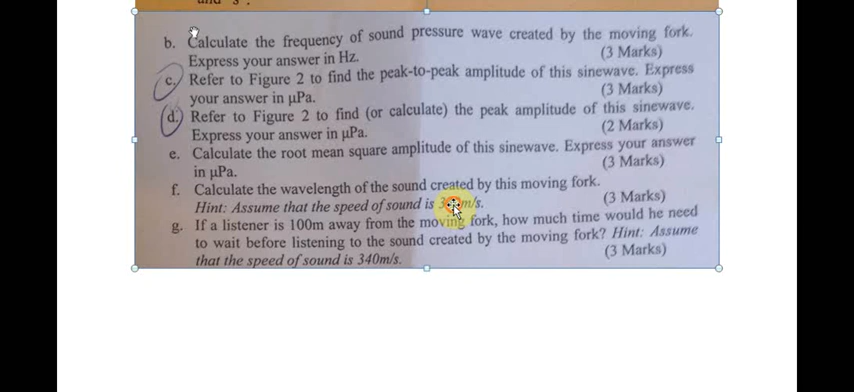 b. Calculate the frequency of sound pressure wave created by the moving fork.
Express your answer in Hz. (3 Marks)
c. Refer to Figure 2 to find the peak-to-peak amplitude of this sinewave. Express
your answer in µPa. (3 Marks)
d. Refer to Figure 2 to find (or calculate) the peak amplitude of this sinewave.
Express your answer in µPa. (2 Marks)
e. Calculate the root mean square amplitude of this sinewave. Express your answer
in µPa. (3 Marks)
f. Calculate the wavelength of the sound created by this moving fork.
Hint: Assume that the speed of sound is m/s. (3 Marks)
g. If a listener is 100m away from the moving fork, how much time would he need
to wait before listening to the sound created by the moving fork? Hint: Assume
that the speed of sound is 340m/s. (3 Marks)